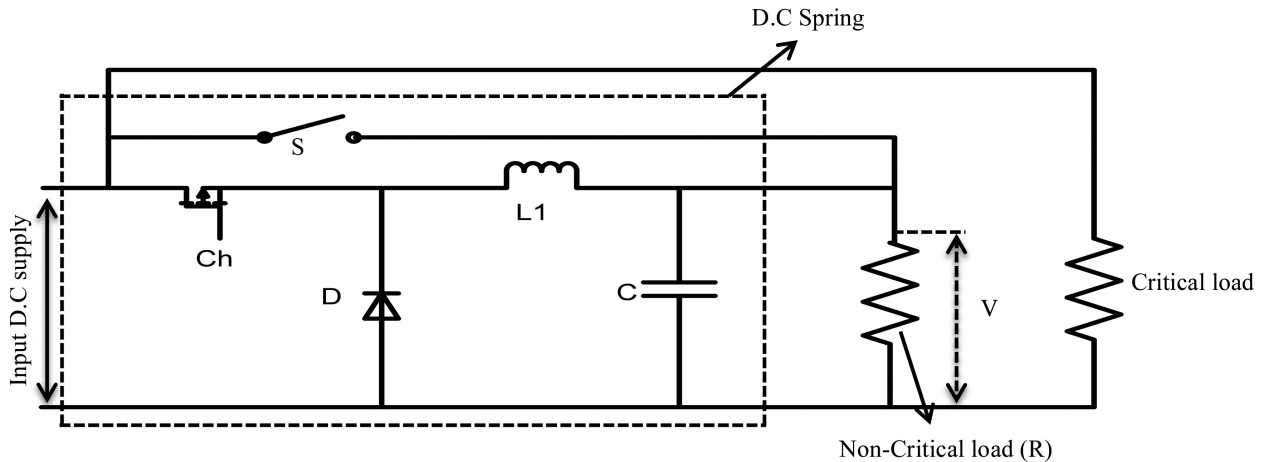 D.C Spring
S
L1
Ch
Input D.C supply
D
C
V
Critical load
Non-Critical load (R)